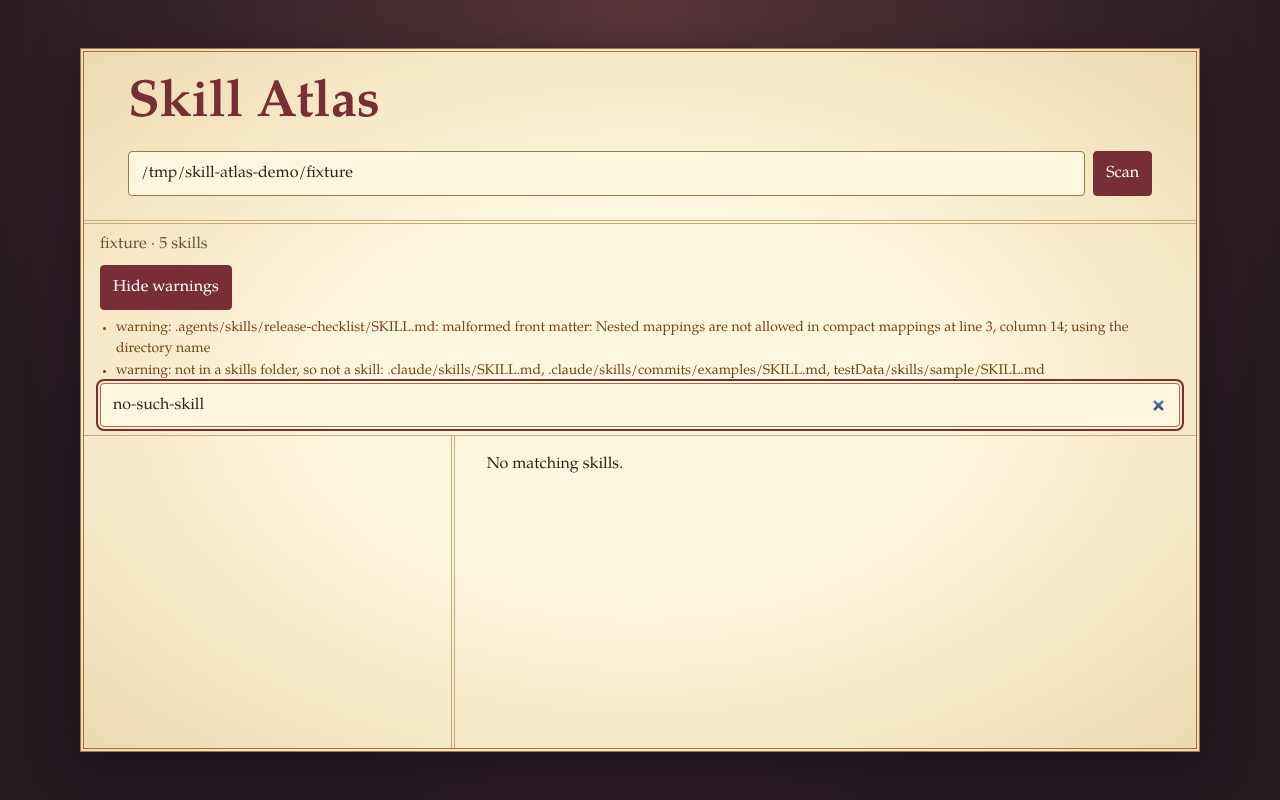 Skill Atlas
/tmp/skill-atlas-demo/fixture
Scan
fixture · 5 skills
Hide warnings
• warning: .agents/skills/release-checklist/SKILL.md: malformed front matter: Nested mappings are not allowed in compact mappings at line 3, column 14; using the
directory name
• warning: not in a skills folder, so not a skill: .claude/skills/SKILL.md, .claude/skills/commits/examples/SKILL.md, testData/skills/sample/SKILL.md
no-such-skill
No matching skills.